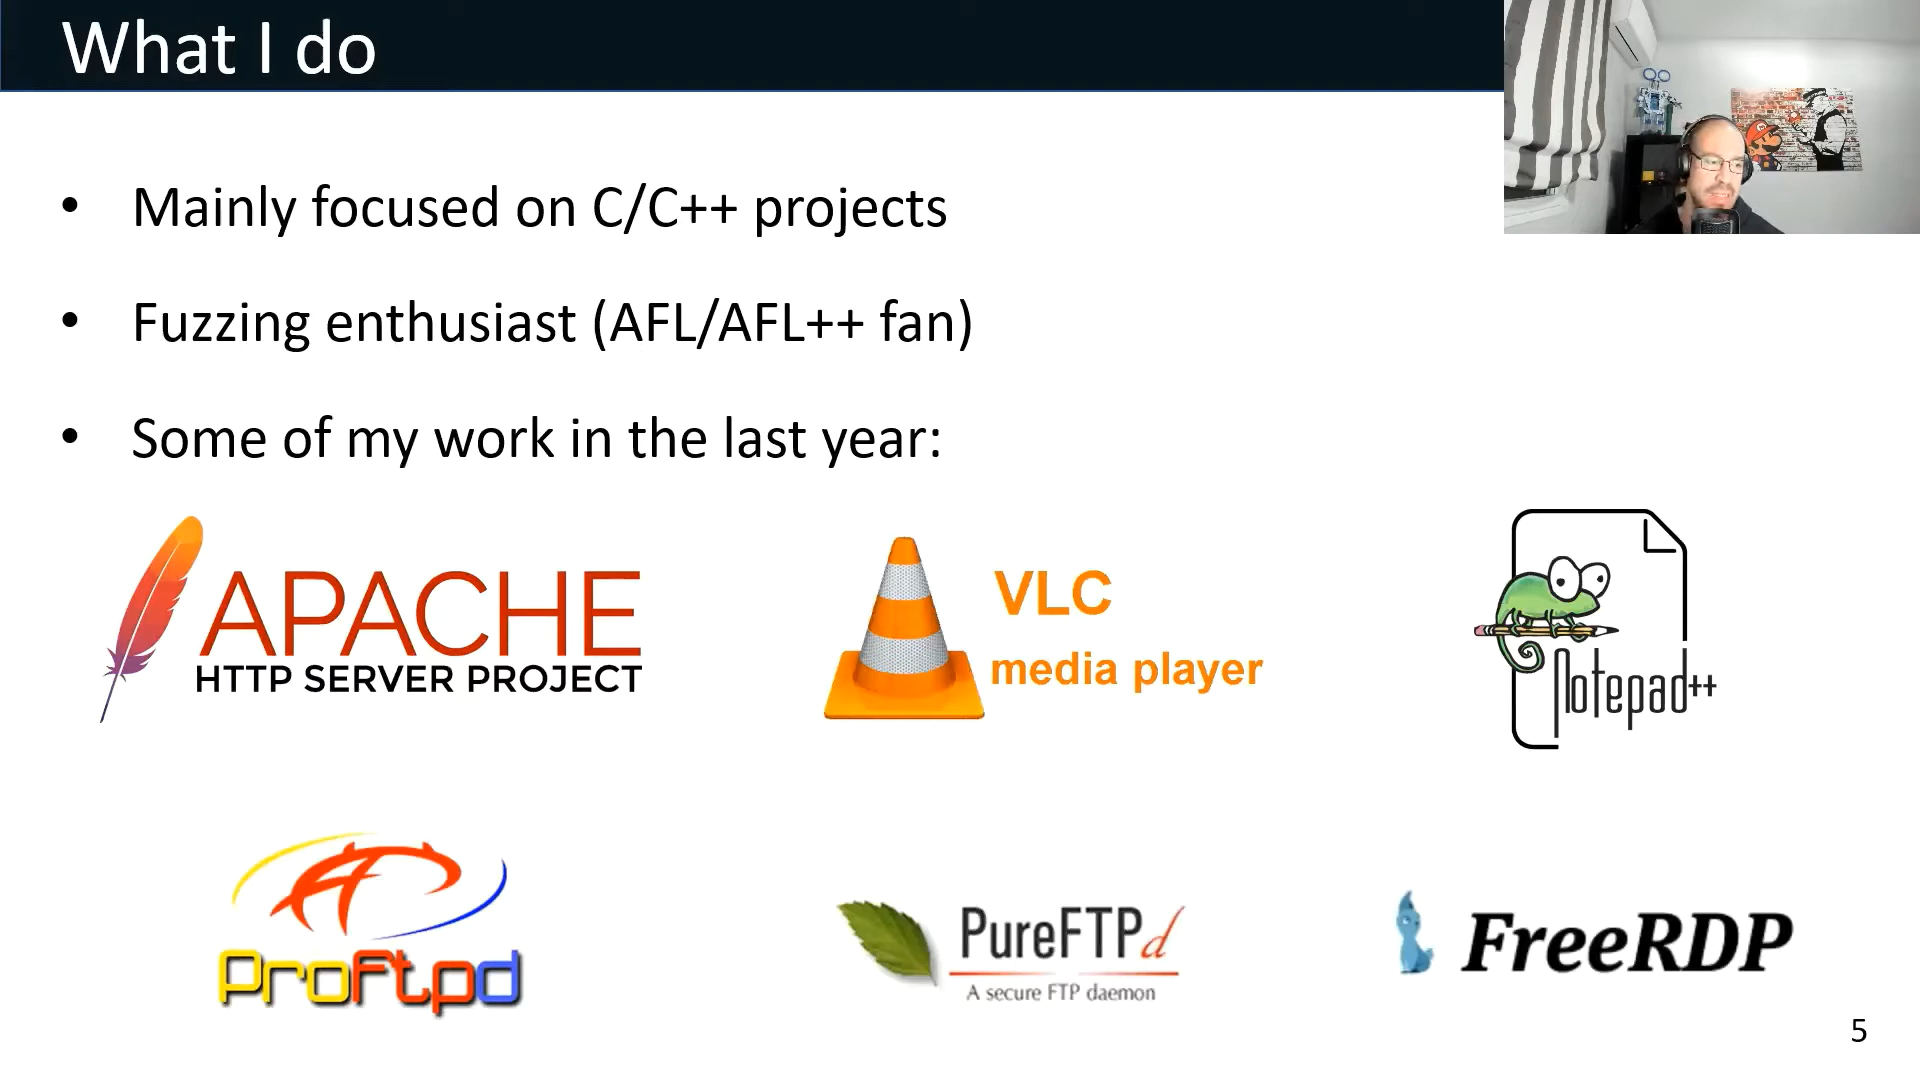 What I do
• Mainly focused on C/C++ projects
• Fuzzing enthusiast (AFL/AFL++ fan)
• Some of my work in the last year:
APACHE
HTTP SERVER PROJECT
VLC
media player
Notepad++
Proftpd
PureFTPd
A secure FTP daemon
FreeRDP
5